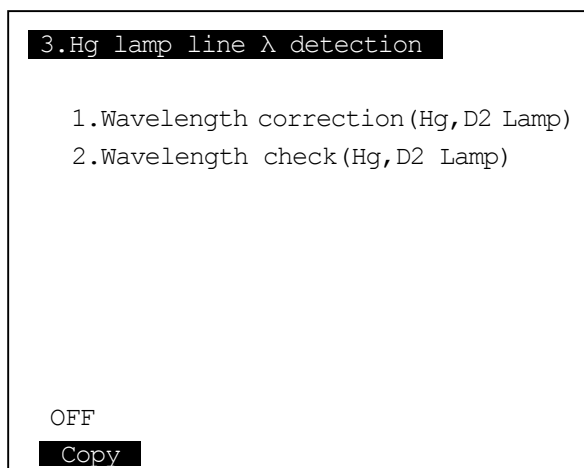 3.Hg lamp line λ detection
1.Wavelength correction(Hg,D2 Lamp)
2.Wavelength check(Hg,D2 Lamp)
OFF
Copy